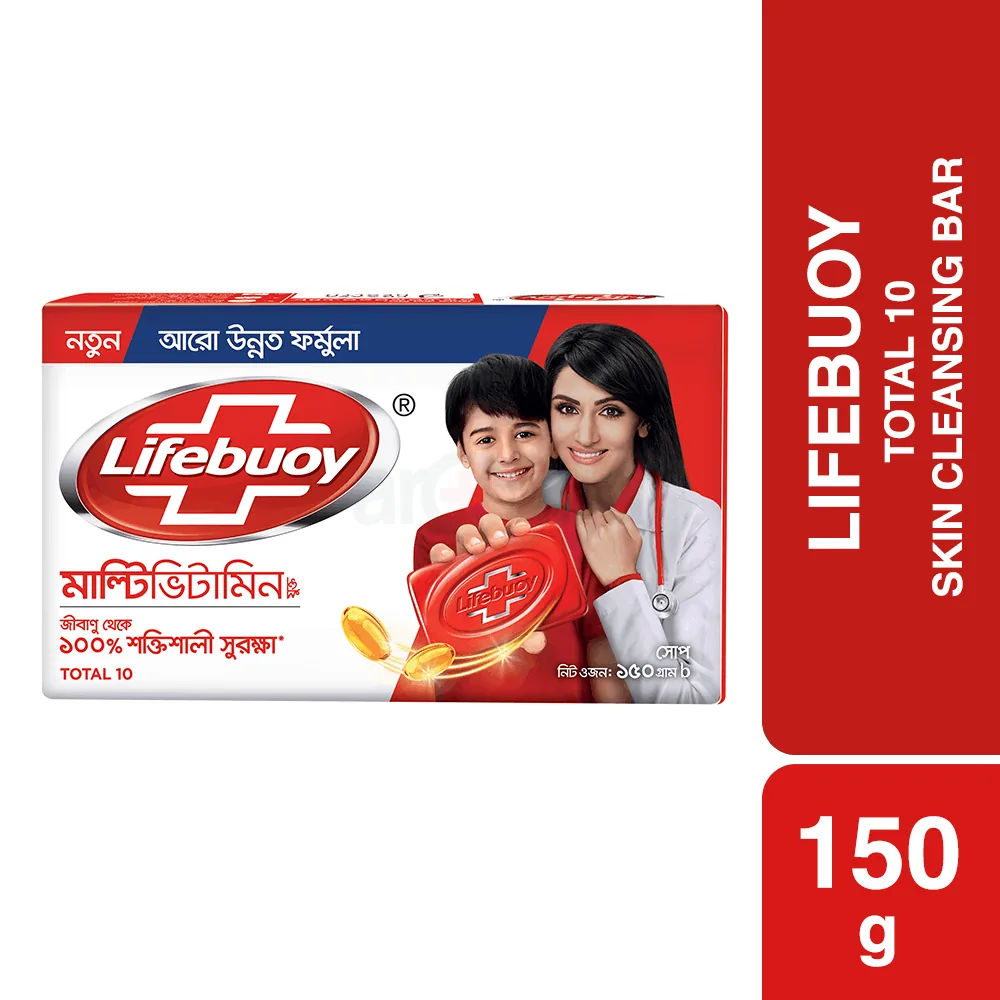 নতুন
আরো উন্নত ফর্মুলা
Lifebuoy
®
মাল্টিভিটামিন যুক্ত
জীবাণু থেকে
১০০% শক্তিশালী সুরক্ষা*
TOTAL 10
Lifebuoy
সোপ
নিট ওজন: ১৫০ গ্রাম b
LIFEBUOY
TOTAL 10
SKIN CLEANSING BAR
150
g